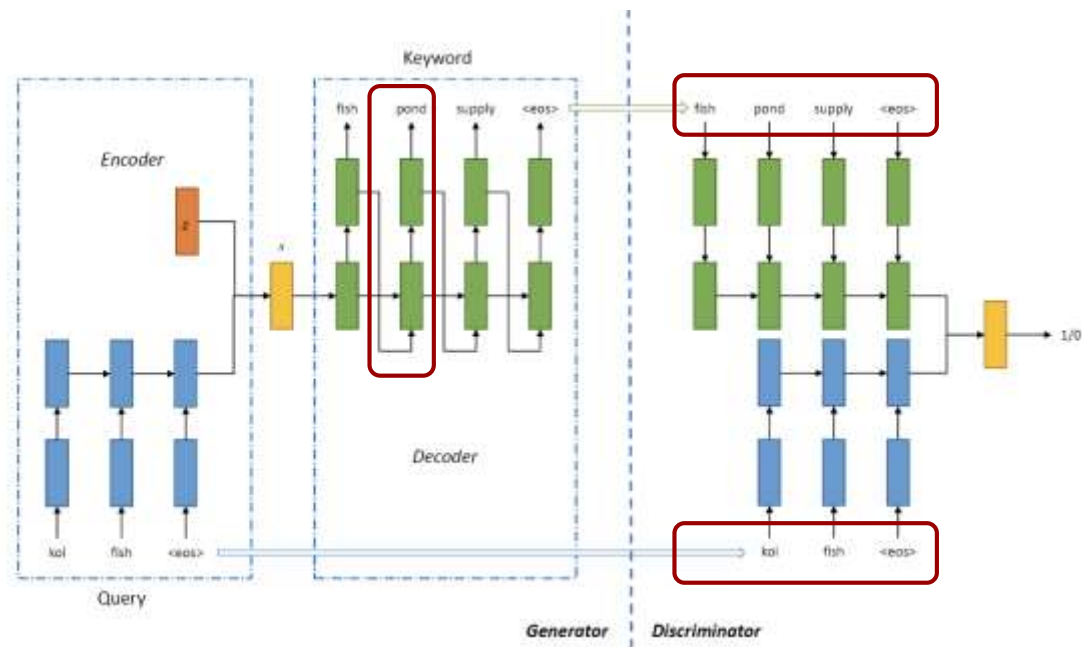 Keyword
fish pond supply <eos>
fish pond supply <eos>
Encoder
z
Decoder
1/0
koi fish <eos>
koi fish <eos>
Query
Generator Discriminator